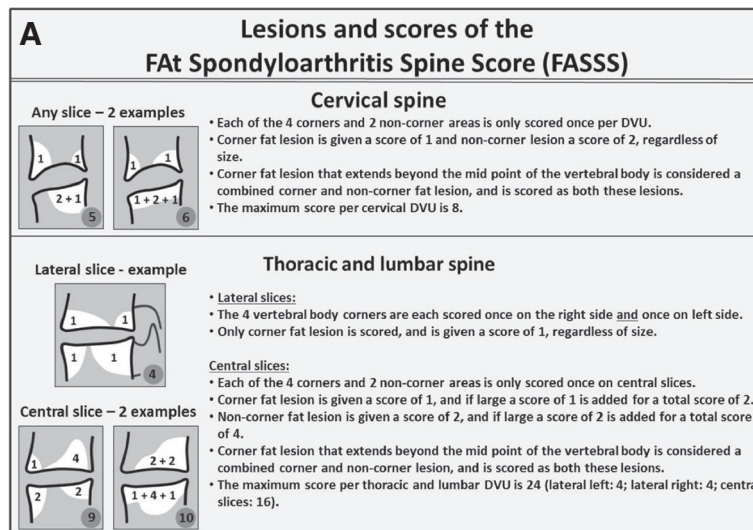 A
Lesions and scores of the
FAt Spondyloarthritis Spine Score (FASSS)
Any slice – 2 examples
1
1
2 + 1
5
1
1
1 + 2 + 1
6
Cervical spine
• Each of the 4 corners and 2 non-corner areas is only scored once per DVU.
• Corner fat lesion is given a score of 1 and non-corner lesion a score of 2, regardless of
size.
• Corner fat lesion that extends beyond the mid point of the vertebral body is considered a
combined corner and non-corner fat lesion, and is scored as both these lesions.
• The maximum score per cervical DVU is 8.
Lateral slice - example
1
1
1
1
4
Central slice – 2 examples
1
4
2
2
9
2 + 2
1 + 4 + 1
10
Thoracic and lumbar spine
• Lateral slices:
• The 4 vertebral body corners are each scored once on the right side and once on left side.
• Only corner fat lesion is scored, and is given a score of 1, regardless of size.
Central slices:
• Each of the 4 corners and 2 non-corner areas is only scored once on central slices.
• Corner fat lesion is given a score of 1, and if large a score of 1 is added for a total score of 2.
• Non-corner fat lesion is given a score of 2, and if large a score of 2 is added for a total score
of 4.
• Corner fat lesion that extends beyond the mid point of the vertebral body is considered a
combined corner and non-corner lesion, and is scored as both these lesions.
• The maximum score per thoracic and lumbar DVU is 24 (lateral left: 4; lateral right: 4; centra
slices: 16).